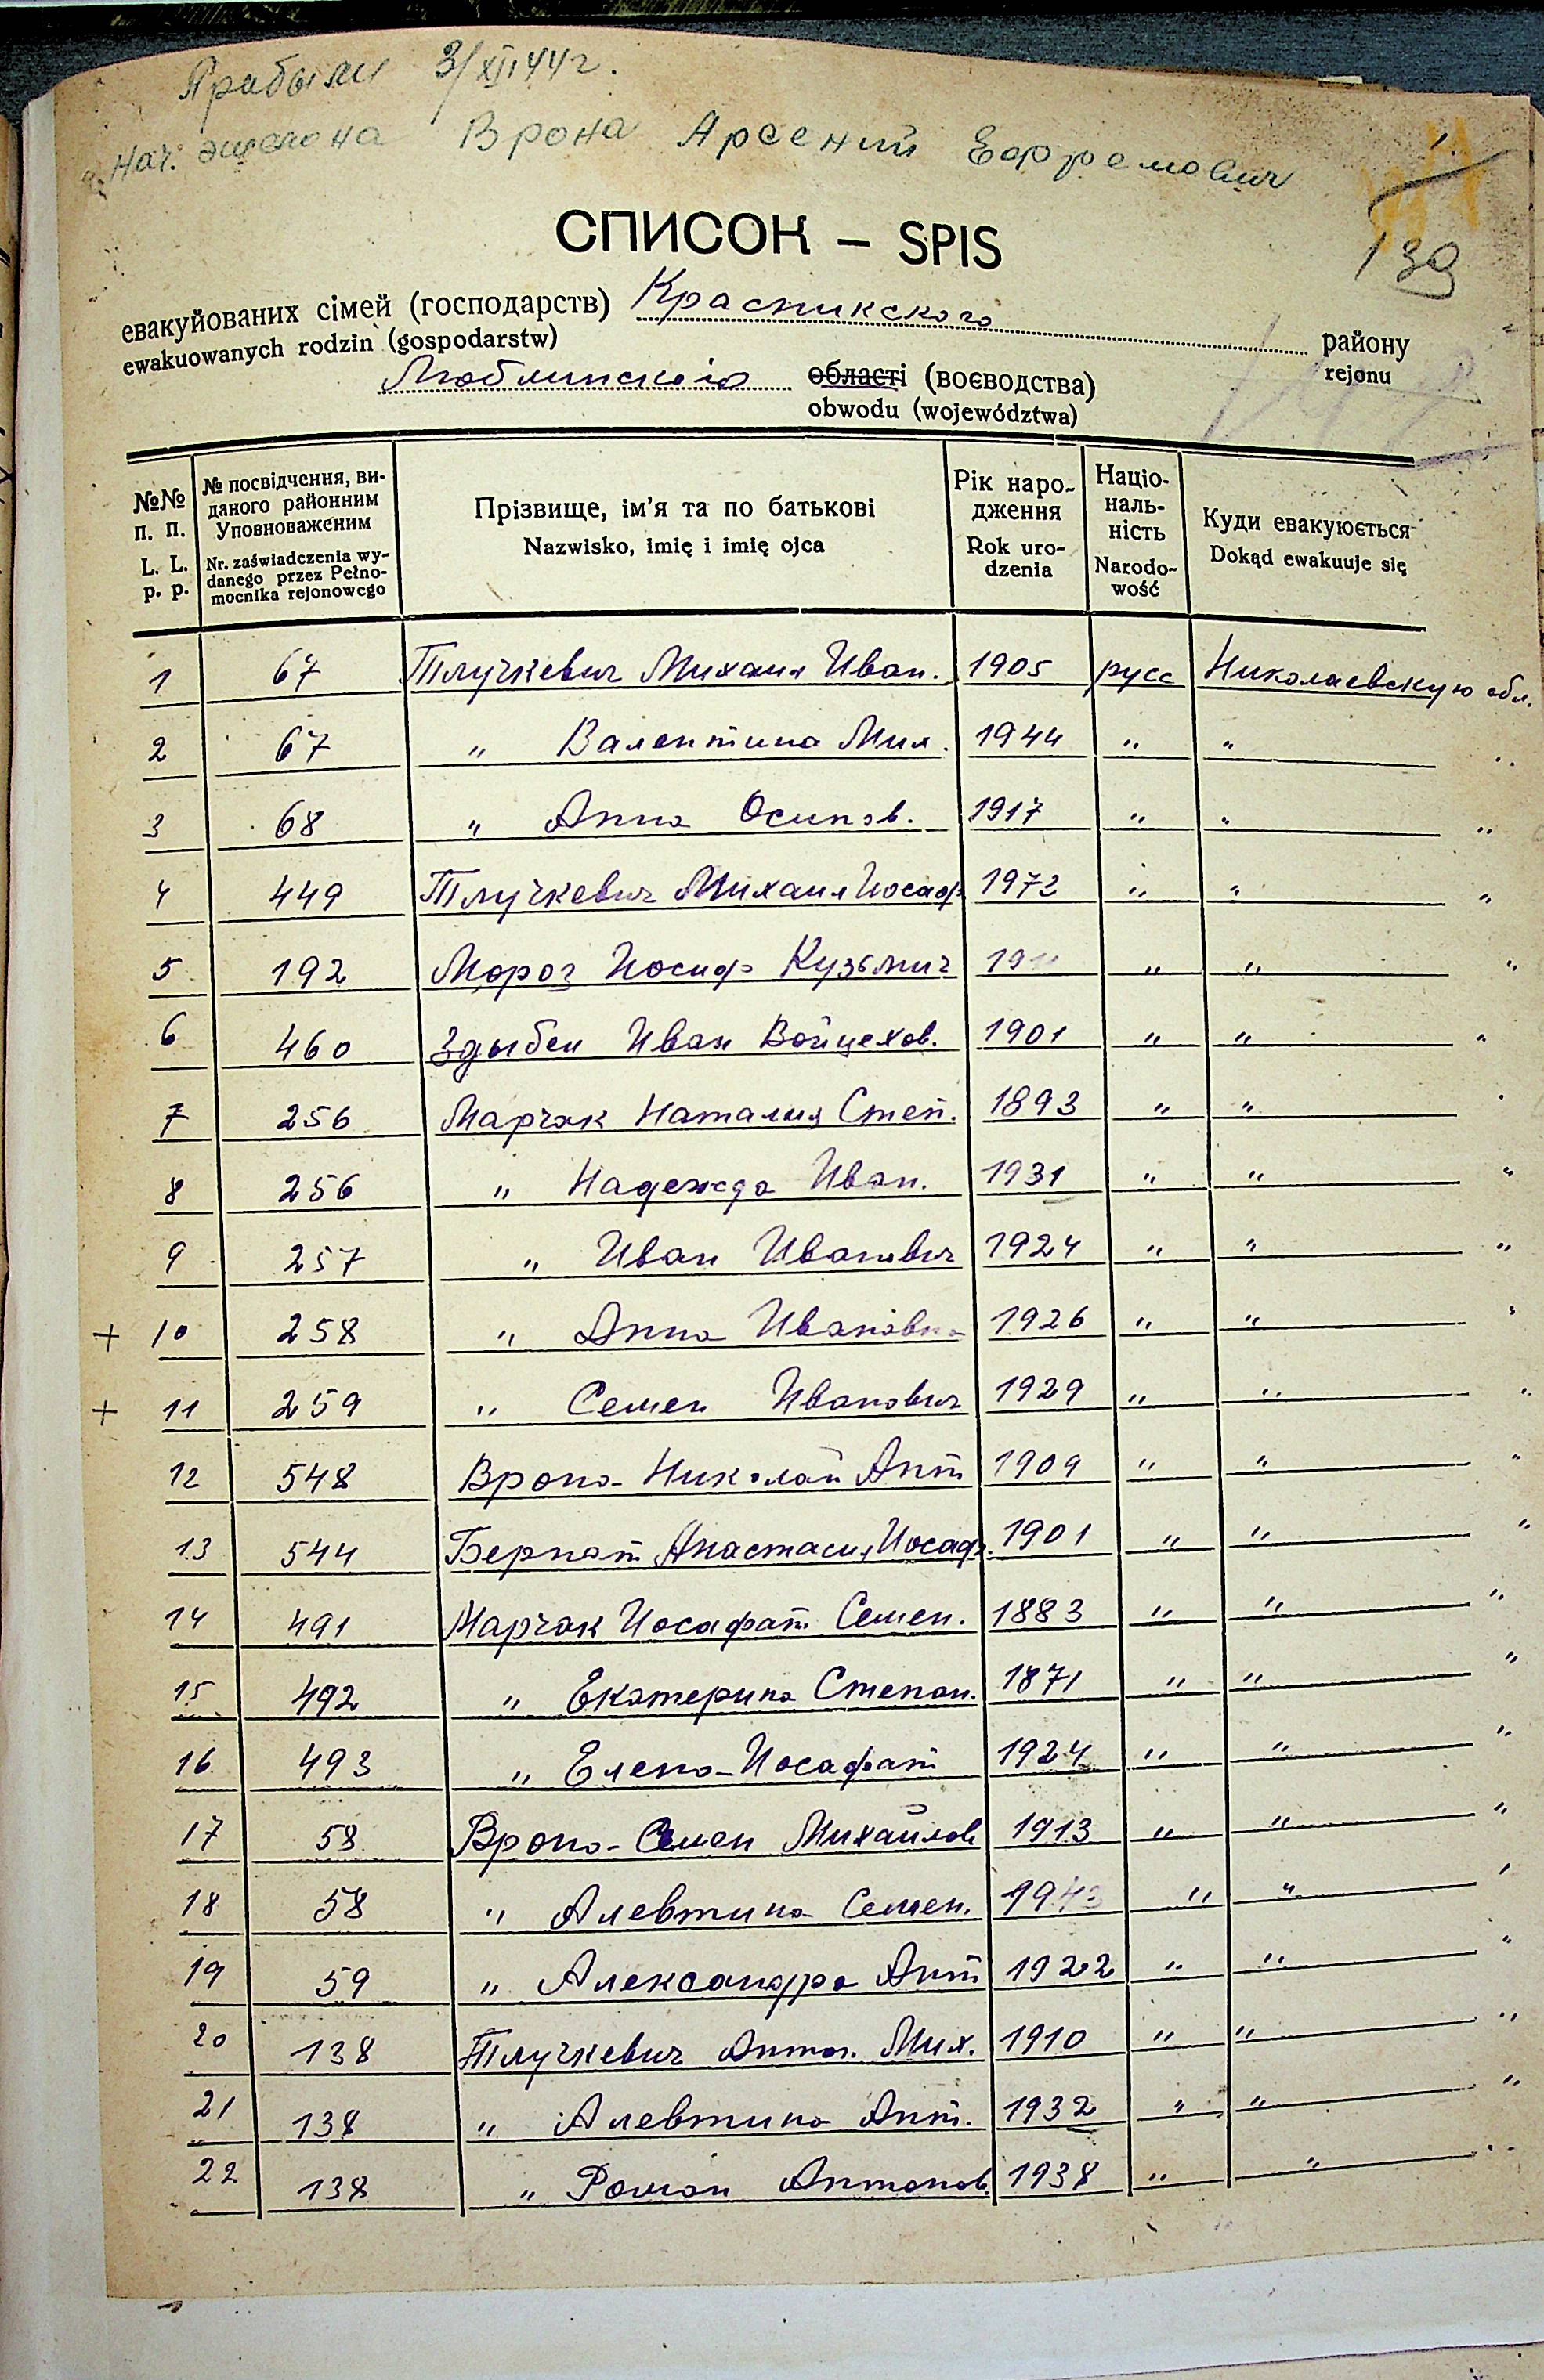 Прибыли 3/XII 44 г.
Нач. эшелона Врона Арсений Ефремович
139
СПИСОК – SPIS
евакуйованих сімей (господарств) Красникского району
ewakuowanych rodzin (gospodarstw) rejonu
Люблинского області (воєводства)
obwodu (województwa)
№№ п. п. L. L. p. p. | № посвідчення, виданого районним Уповноваженим Nr. zaświadczenia wydanego przez Pełnomocnika rejonowego | Прізвище, ім'я та по батькові Nazwisko, imię i imię ojca | Рік народження Rok urodzenia | Національність Narodowość | Куди евакуюється Dokąd ewakuuje się
1 67 Тлучкевич Михаил Иван. 1905 русс Николаевскую обл.
2 67 " Валентина Мих. 1944 " " "
3 68 " Анна Осипов. 1917 " " "
4 449 Тлучкевич Михаил Иосаф 1972 " " "
5 192 Мороз Иосиф Кузьмич " " "
6 460 Здыбел Иван Войцехов. 1901 " " "
7 256 Марчак Наталия Степ. 1893 " " "
8 256 " Надежда Иван. 1931 " " "
9 257 " Иван Иванович 1924 " " "
+ 10 258 " Анна Ивановна 1926 " " "
+ 11 259 " Семен Иванович 1929 " " "
12 548 Врона Николай Ант 1909 " " "
13 544 Бернат Анастасия Иосаф. 1901 " " "
14 491 Марчак Иосафат Семен. 1883 " " "
15 492 " Екатерина Степан. 1871 " " "
16 493 " Елена Иосафат 1924 " " "
17 58 Врона Семен Михайлов 1913 " " "
18 58 " Алевтина Семен. 1943 " " "
19 59 " Александра Ант 1922 " " "
20 138 Тлучкевич Антон. Мих. 1910 " " "
21 138 " Алевтина Ант. 1932 " " "
22 138 " Роман Антонов. 1938 " " "